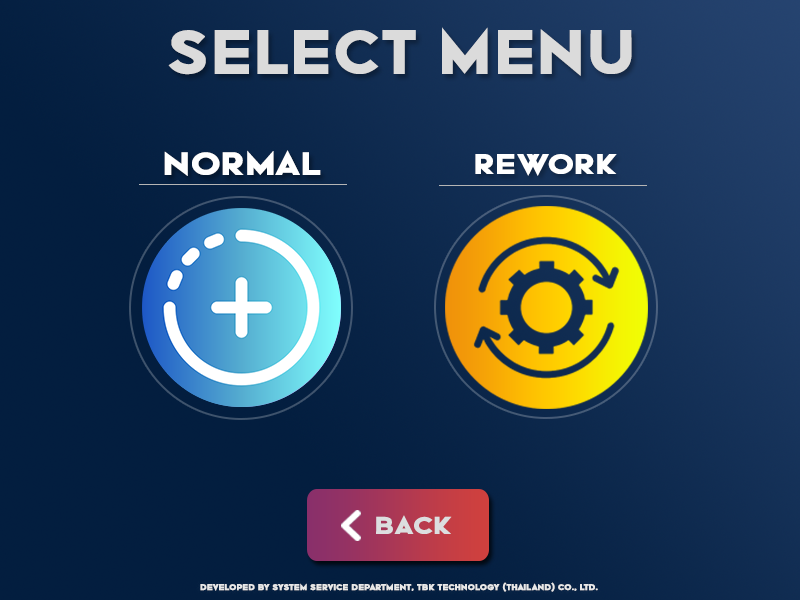 SELECT MENU
NORMAL
REWORK
BACK
DEVELOPED BY SYSTEM SERVICE DEPARTMENT, TBK TECHNOLOGY (THAILAND) CO., LTD.